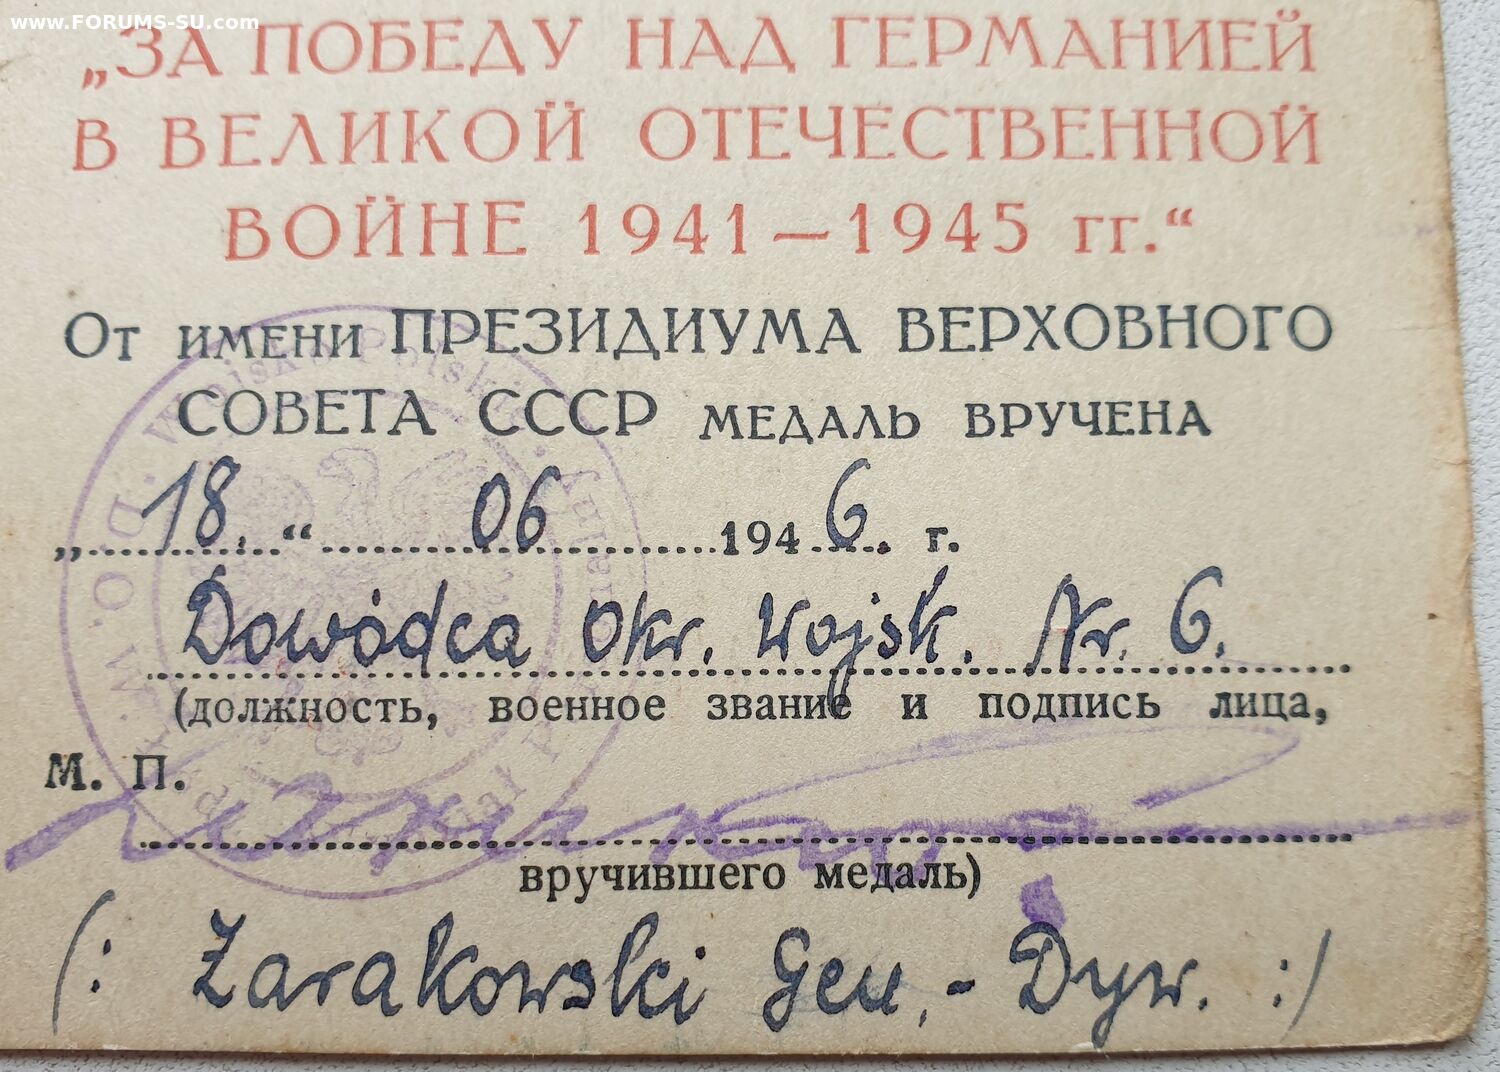 www.FORUMS-SU.com
„ЗА ПОБЕДУ НАД ГЕРМАНИЕЙ
В ВЕЛИКОЙ ОТЕЧЕСТВЕННОЙ
ВОЙНЕ 1941—1945 гг.“
От имени ПРЕЗИДИУМА ВЕРХОВНОГО
СОВЕТА СССР МЕДАЛЬ ВРУЧЕНА
„18.“ 06 1946. г.
Dowódca Okr. Wojsk. Nr. 6.
(должность, военное звание и подпись лица,
М. П.
вручившего медаль)
(: Żarakowski Gen.-Dyw. :)